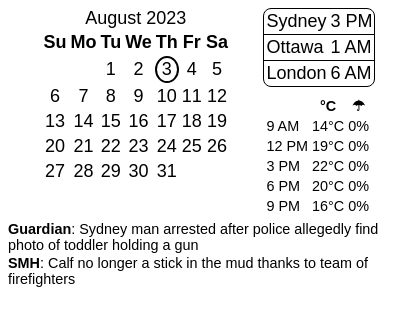 August 2023
Su Mo Tu We Th Fr Sa
1 2 3 4 5
6 7 8 9 10 11 12
13 14 15 16 17 18 19
20 21 22 23 24 25 26
27 28 29 30 31
Sydney 3 PM
Ottawa 1 AM
London 6 AM
°C ☂
9 AM 14°C 0%
12 PM 19°C 0%
3 PM 22°C 0%
6 PM 20°C 0%
9 PM 16°C 0%
Guardian: Sydney man arrested after police allegedly find
photo of toddler holding a gun
SMH: Calf no longer a stick in the mud thanks to team of
firefighters